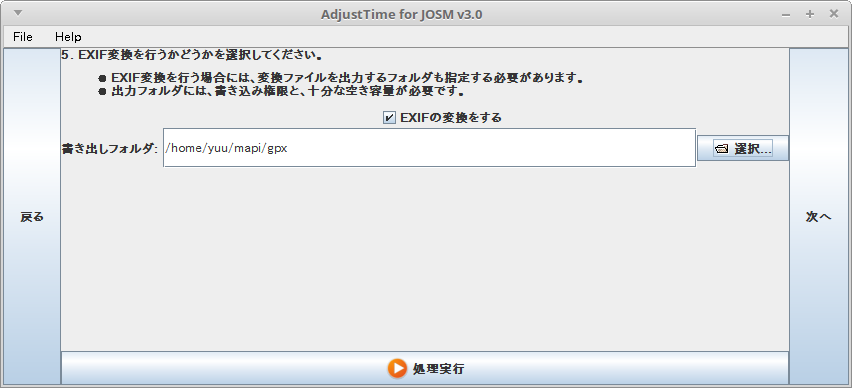 AdjustTime for JOSM v3.0
File Help
5. EXIF変換を行うかどうかを選択してください。
● EXIF変換を行う場合には、変換ファイルを出力するフォルダも指定する必要があります。
● 出力フォルダには、書き込み権限と、十分な空き容量が必要です。
EXIFの変換をする
書き出しフォルダ: /home/yuu/mapi/gpx 選択...
戻る
次へ
処理実行